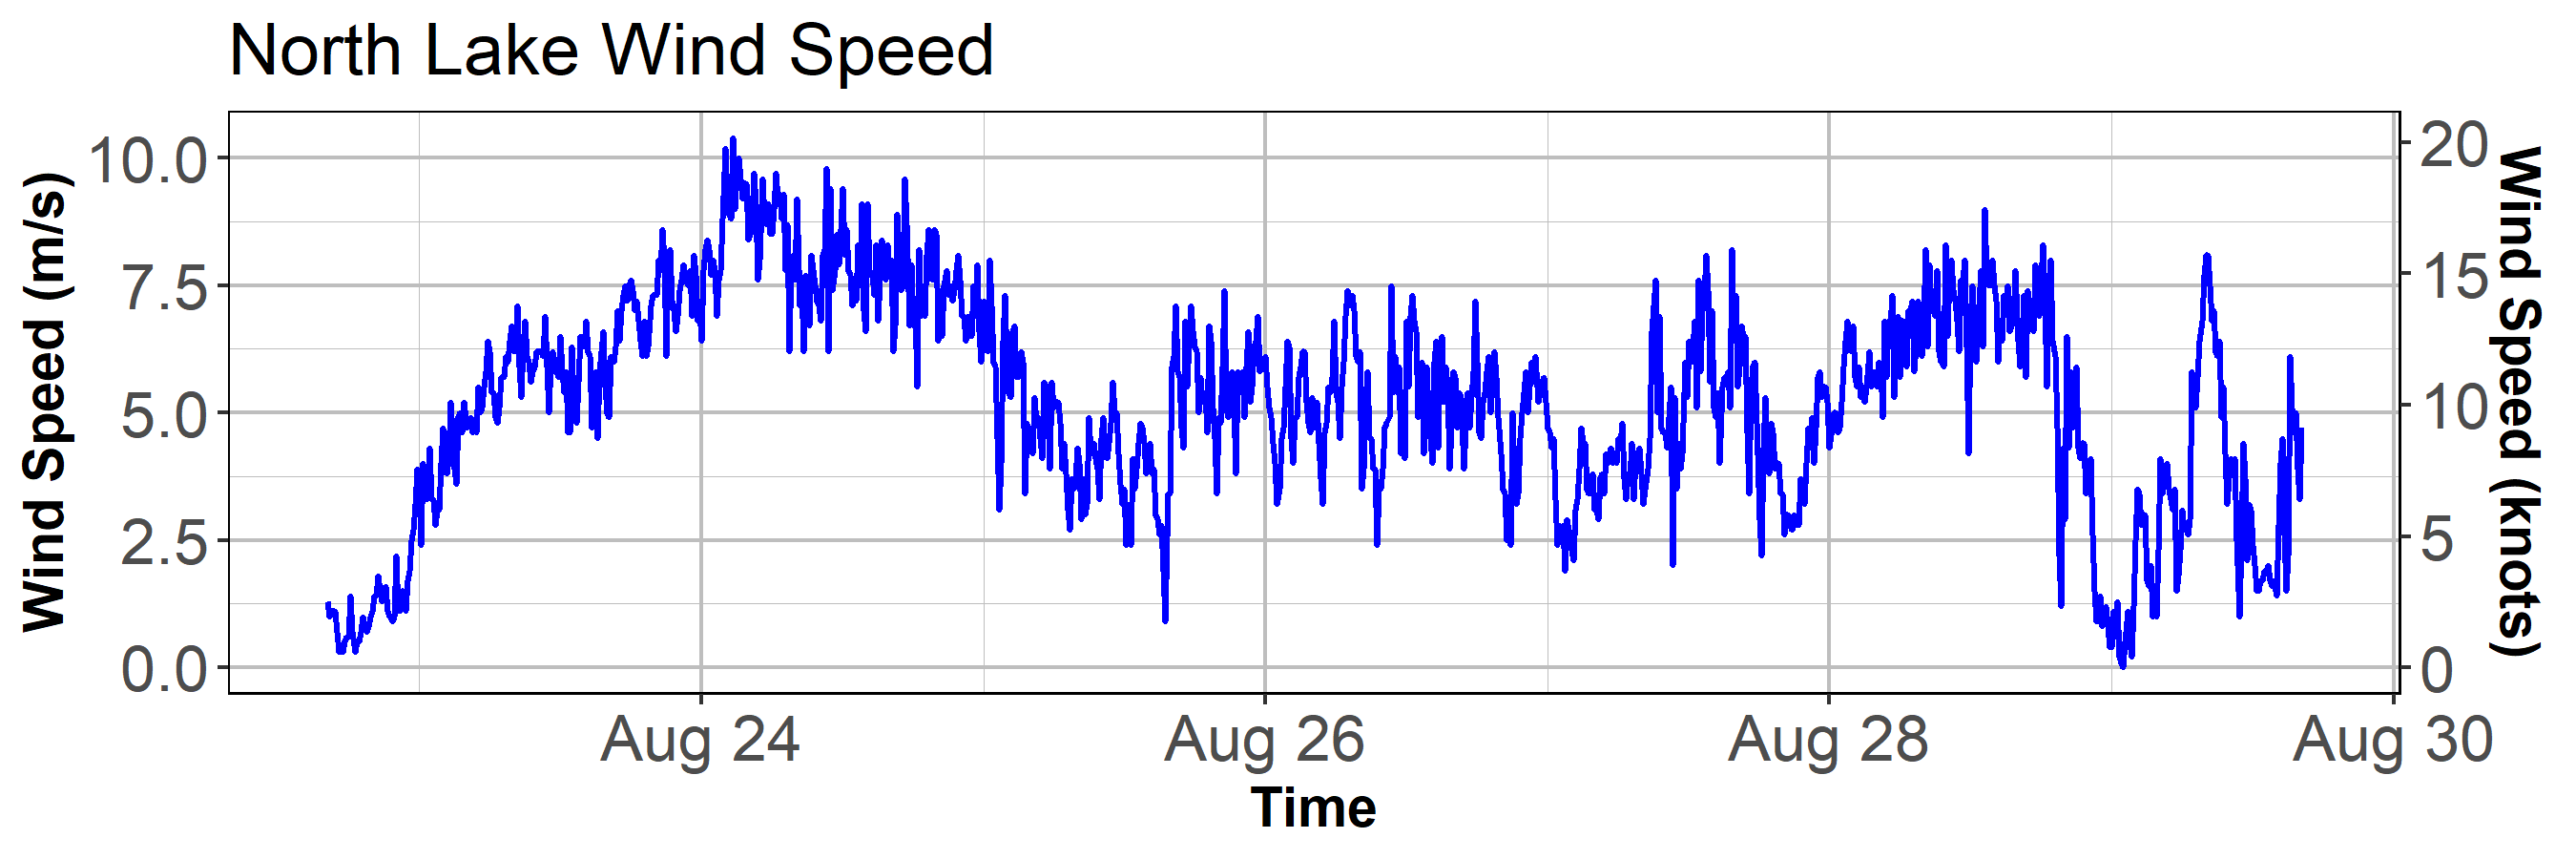 North Lake Wind Speed
Wind Speed (m/s)
10.0
7.5
5.0
2.5
0.0
20
15
10
5
0
Wind Speed (knots)
Aug 24
Aug 26
Aug 28
Aug 30
Time